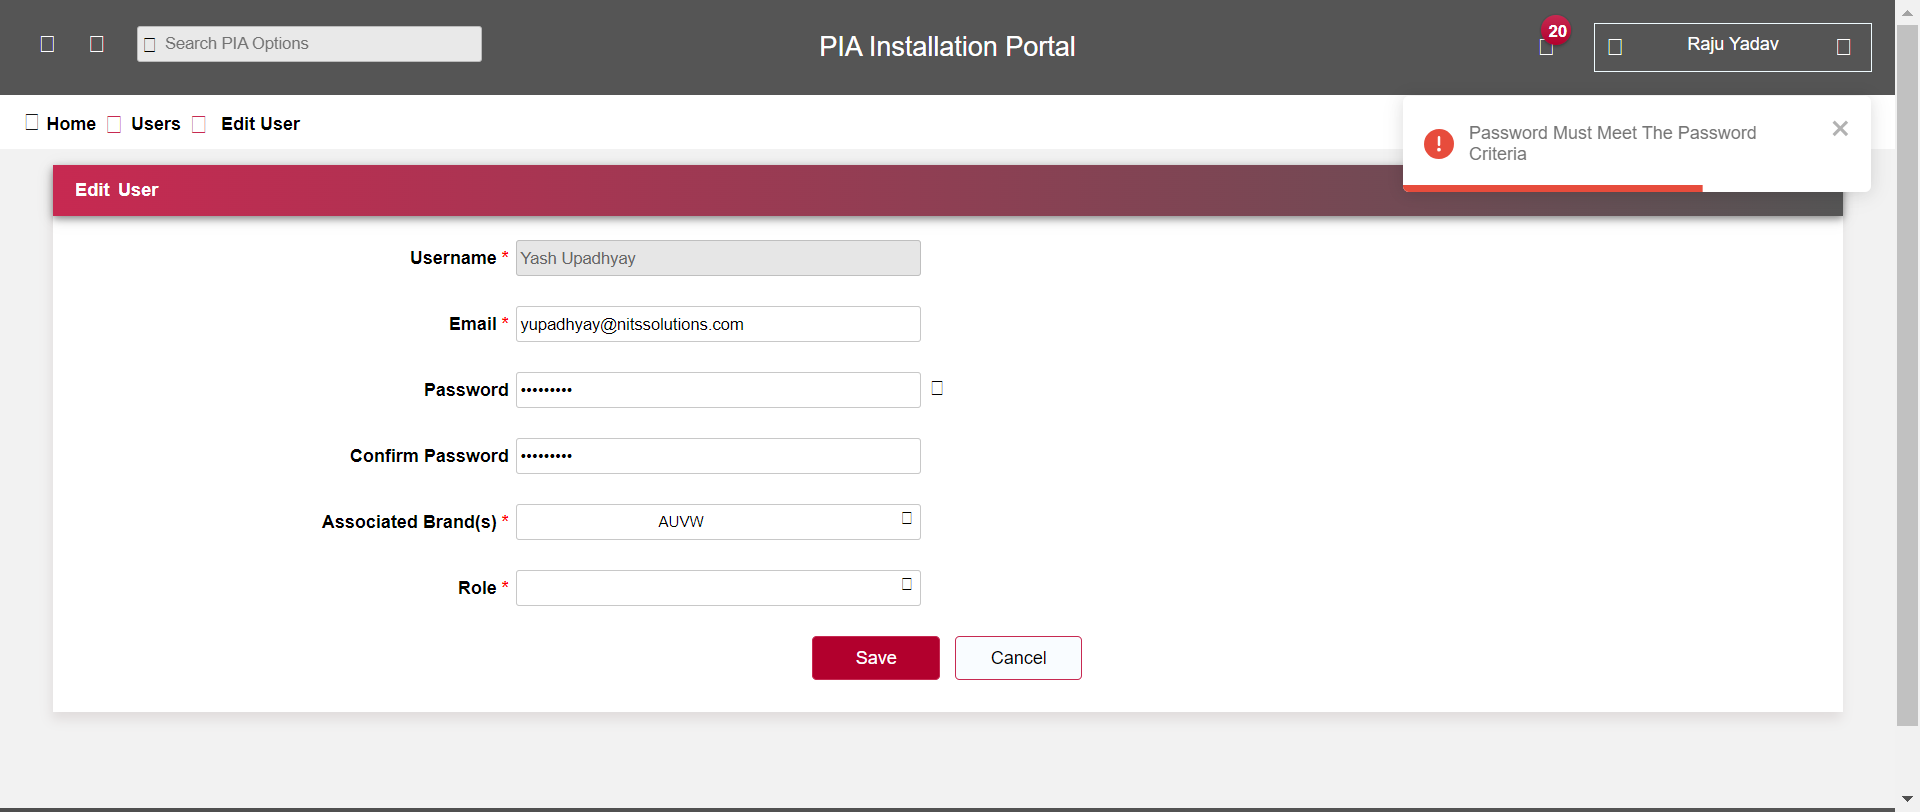 Search PIA Options
PIA Installation Portal
20
Raju Yadav
Home Users Edit User
Password Must Meet The Password
Criteria
Edit User
Username * Yash Upadhyay
Email * yupadhyay@nitssolutions.com
Password •••••••••
Confirm Password •••••••••
Associated Brand(s) * AUVW
Role *
Save Cancel